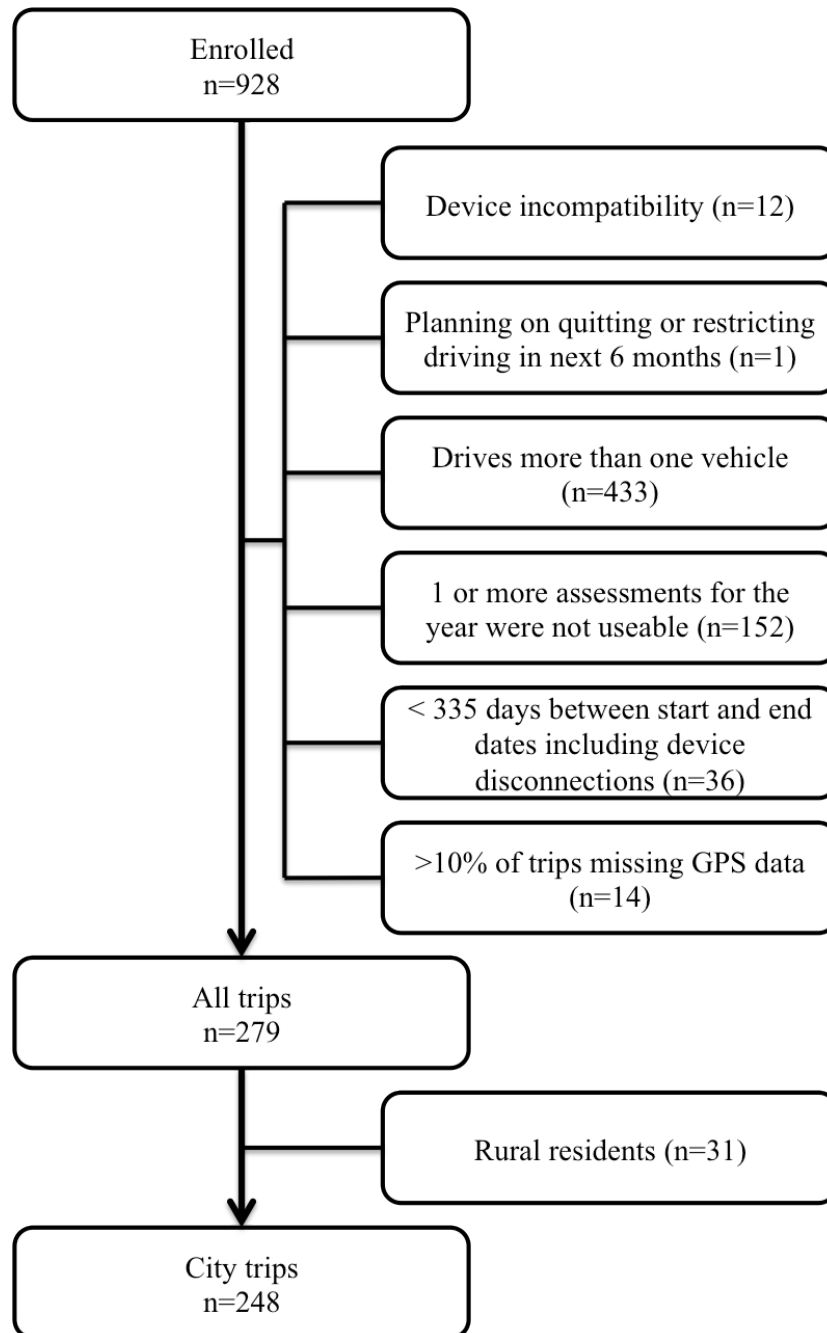 Enrolled
n=928
Device incompatibility (n=12)
Planning on quitting or restricting
driving in next 6 months (n=1)
Drives more than one vehicle
(n=433)
1 or more assessments for the
year were not useable (n=152)
< 335 days between start and end
dates including device
disconnections (n=36)
>10% of trips missing GPS data
(n=14)
All trips
n=279
Rural residents (n=31)
City trips
n=248